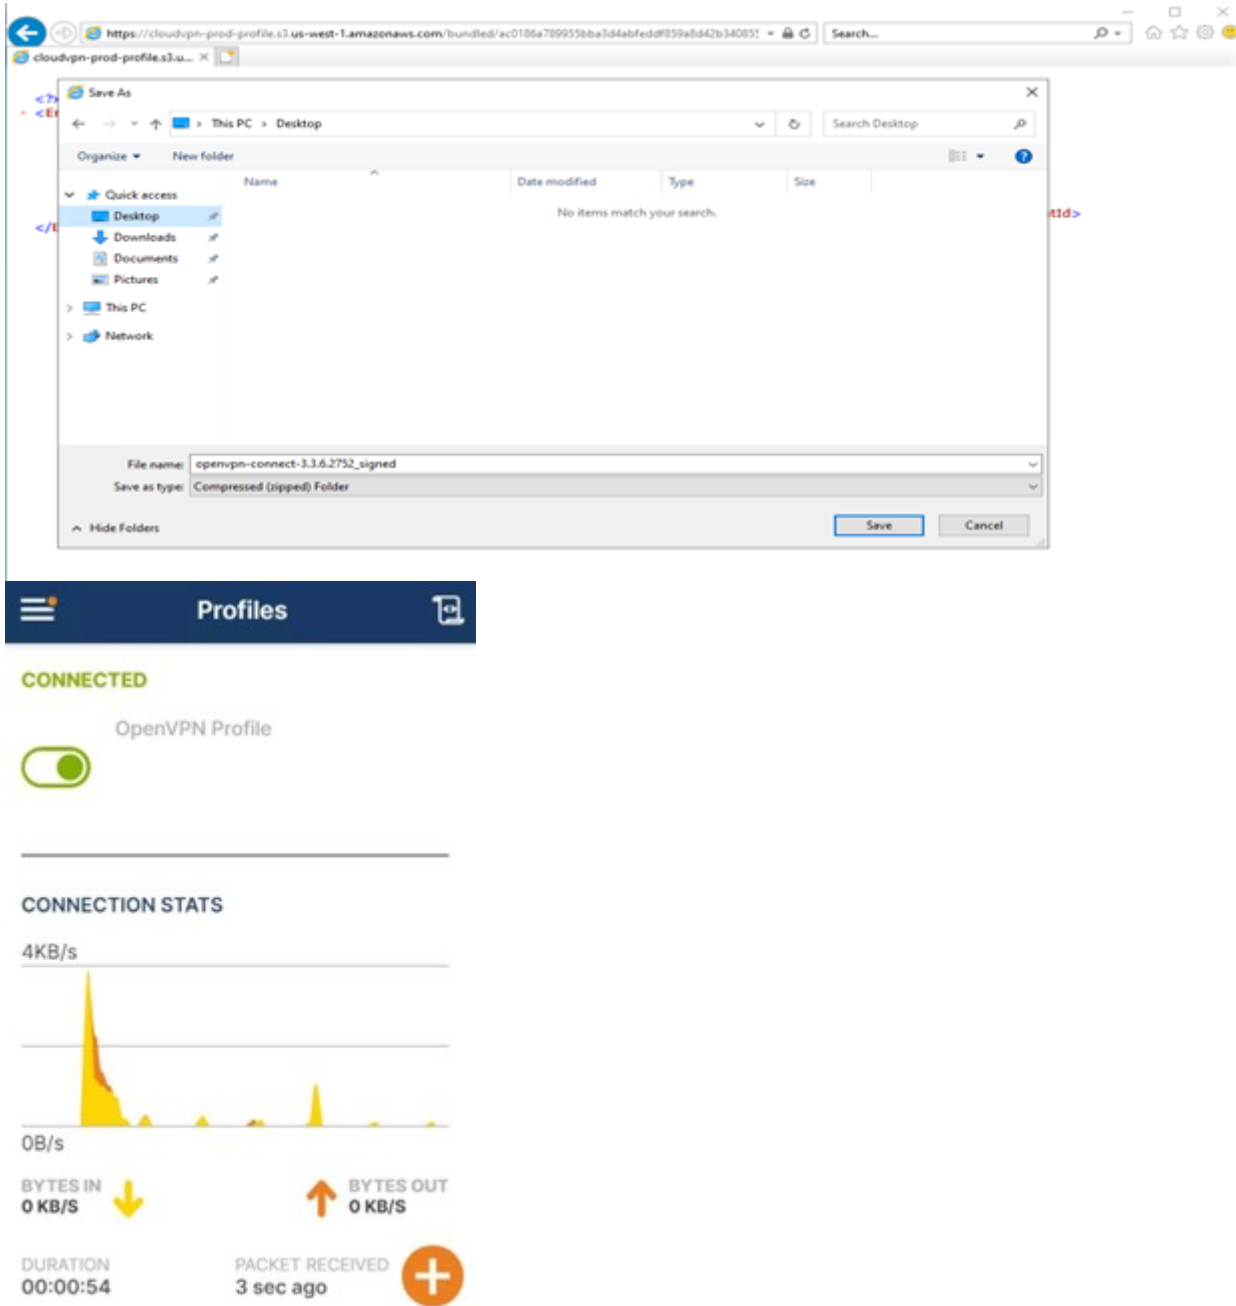 https://cloudvpn-prod-profile.s3.us-west-1.amazonaws.com/bundled/ Search...
cloudvpn-prod-profile.s3.u...
Save As
<?
- <E
This PC > Desktop
Search Desktop
Organize
New folder
Name
Date modified
Type
Size
Quick access
No items match your search.
Desktop
tId>
</
Downloads
Documents
Pictures
This PC
Network
File name: openvpn-connect-3.3.6.2752_signed
Save as type: Compressed (zipped) Folder
Hide Folders
Save
Cancel
Profiles
CONNECTED
OpenVPN Profile
CONNECTION STATS
4KB/s
0B/s
BYTES IN
0 KB/S
BYTES OUT
0 KB/S
DURATION
00:00:54
PACKET RECEIVED
3 sec ago